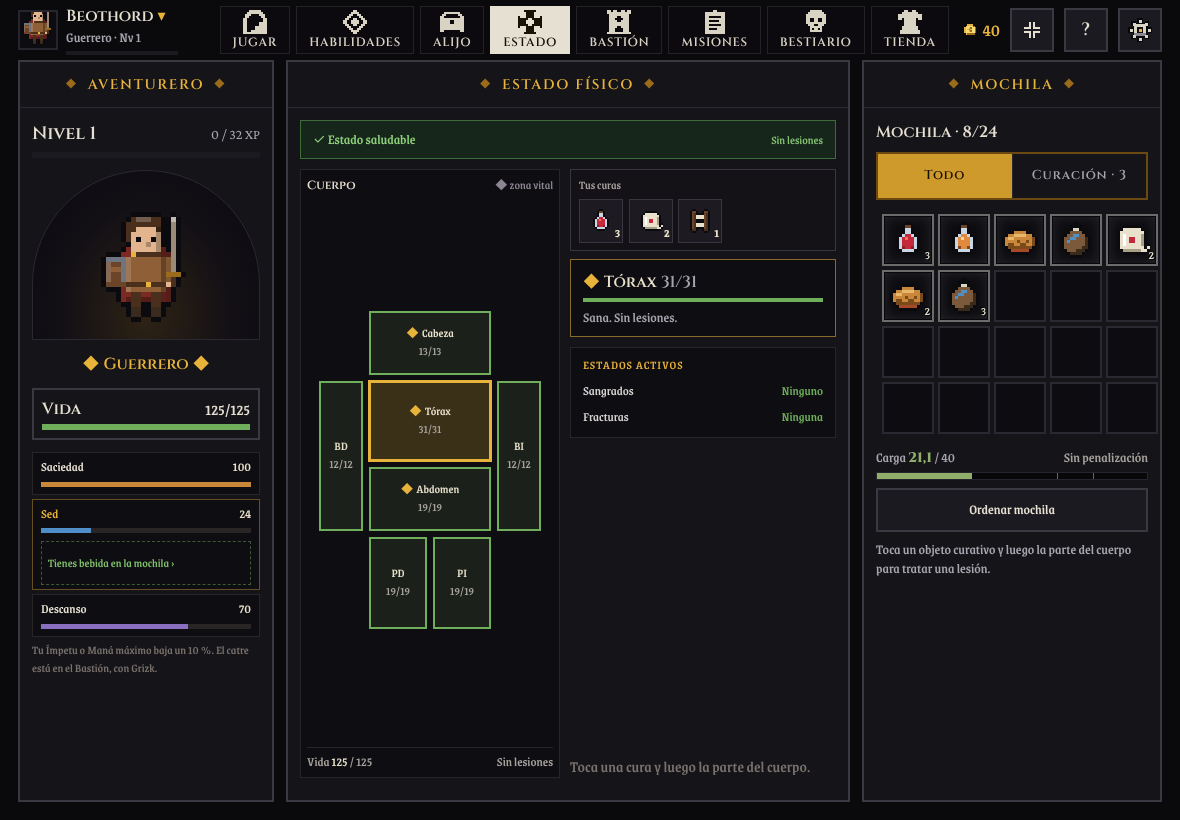 Beothord ▾
Guerrero · Nv 1
JUGAR
HABILIDADES
ALIJO
ESTADO
BASTIÓN
MISIONES
BESTIARIO
TIENDA
40
?
◆ AVENTURERO ◆
Nivel 1
0 / 32 XP
◆ Guerrero ◆
Vida
125/125
Saciedad
100
Sed
24
Tienes bebida en la mochila ›
Descanso
70
Tu Ímpetu o Maná máximo baja un 10 %. El catre
está en el Bastión, con Grizk.
◆ ESTADO FÍSICO ◆
✓ Estado saludable
Sin lesiones
Cuerpo
◆ zona vital
◆ Cabeza
13/13
BD
12/12
◆ Tórax
31/31
BI
12/12
◆ Abdomen
19/19
PD
19/19
PI
19/19
Vida 125 / 125
Sin lesiones
Tus curas
3
2
1
◆ Tórax 31/31
Sana. Sin lesiones.
ESTADOS ACTIVOS
Sangrados
Ninguno
Fracturas
Ninguna
Toca una cura y luego la parte del cuerpo.
◆ MOCHILA ◆
Mochila · 8/24
Todo
Curación · 3
3
2
2
3
Carga 21,1 / 40
Sin penalización
Ordenar mochila
Toca un objeto curativo y luego la parte del cuerpo
para tratar una lesión.